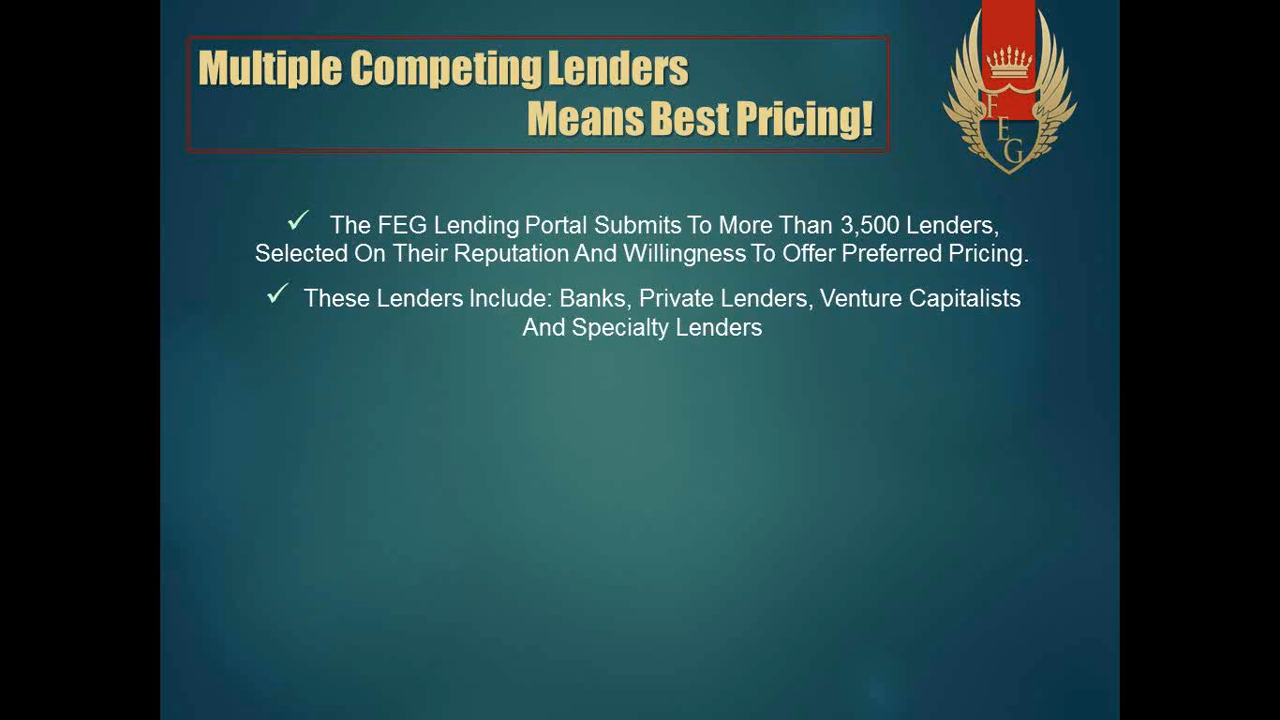 Multiple Competing Lenders
Means Best Pricing!
F
E
G
The FEG Lending Portal Submits To More Than 3,500 Lenders,
Selected On Their Reputation And Willingness To Offer Preferred Pricing.
These Lenders Include: Banks, Private Lenders, Venture Capitalists
And Specialty Lenders